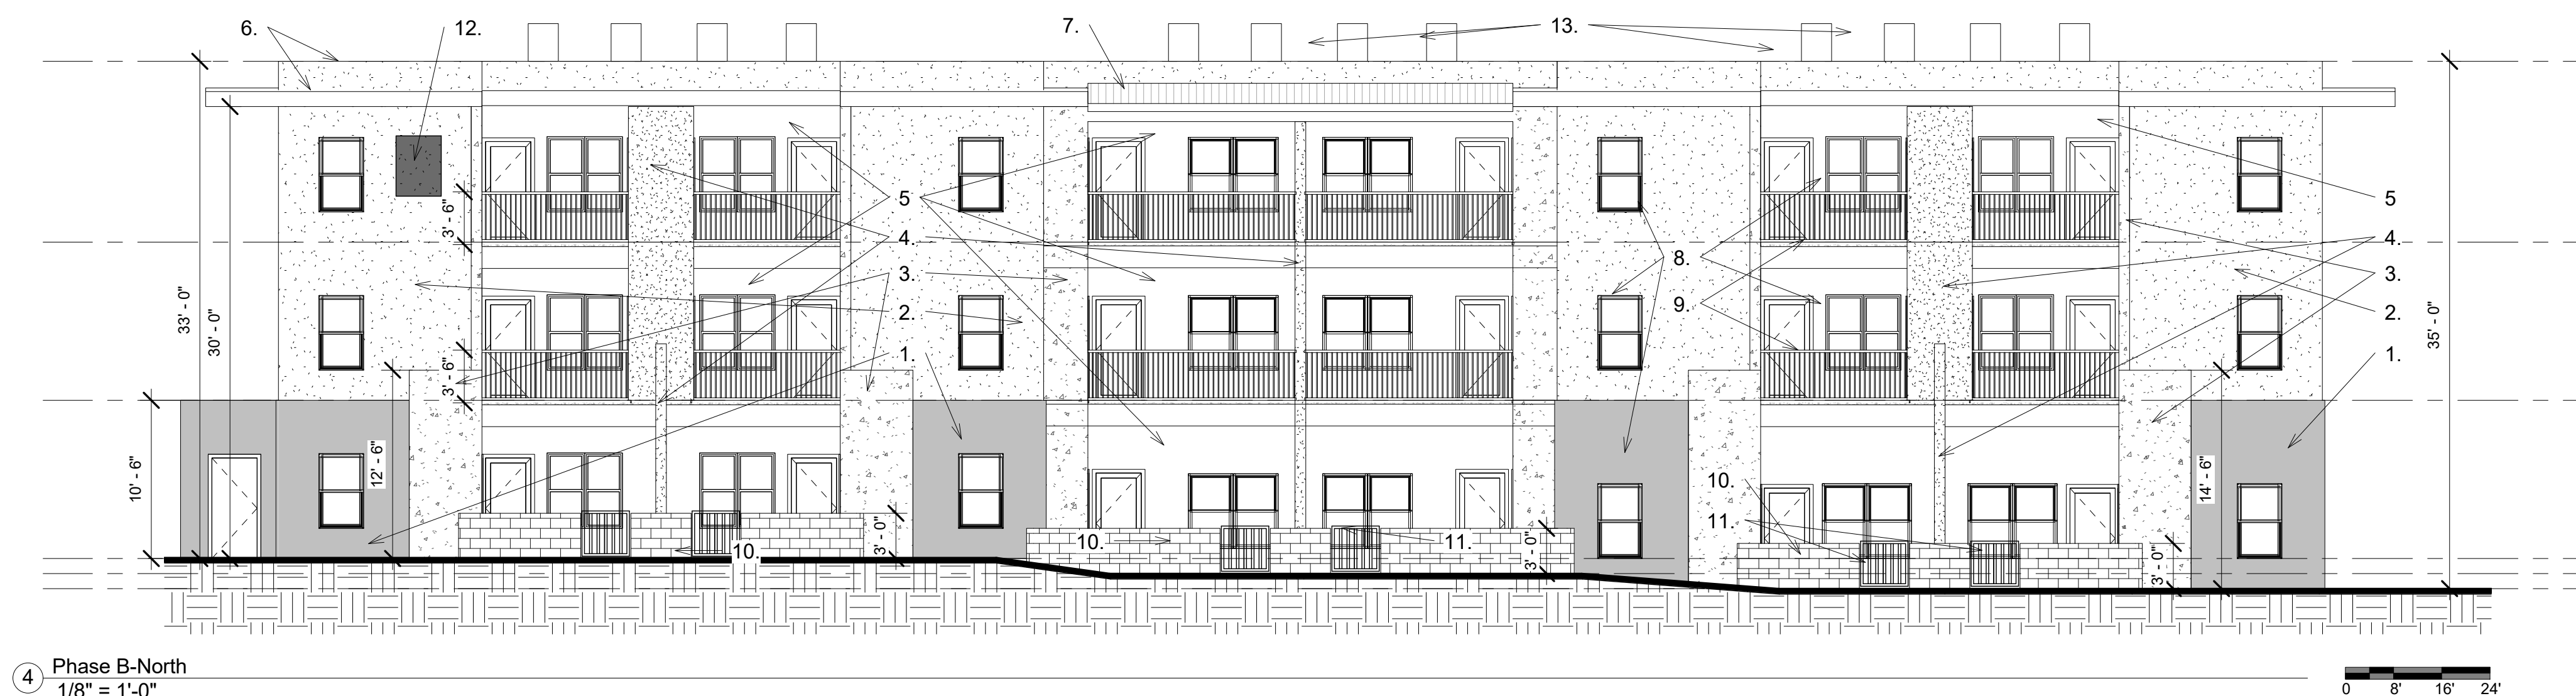 6.
12.
7.
13.
33' - 0"
30' - 0"
3' - 6"
5
5
4.
8.
4.
3.
3.
2.
9.
2.
35' - 0"
1.
1.
3' - 6"
10' - 6"
12' - 6"
14' - 6"
10.
11.
3' - 0"
10.
10.
11.
3' - 0"
3' - 0"
4
Phase B-North
1/8" = 1'-0"
0 8' 16' 24'